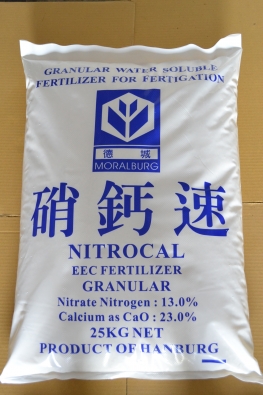 GRANULAR WATER SOLUBLE
FERTILIZER FOR FERTIGATION
德城
MORALBURG
硝鈣速
NITROCAL
EEC FERTILIZER
GRANULAR
Nitrate Nitrogen : 13.0%
Calcium as CaO : 23.0%
25KG NET
PRODUCT OF HANBURG